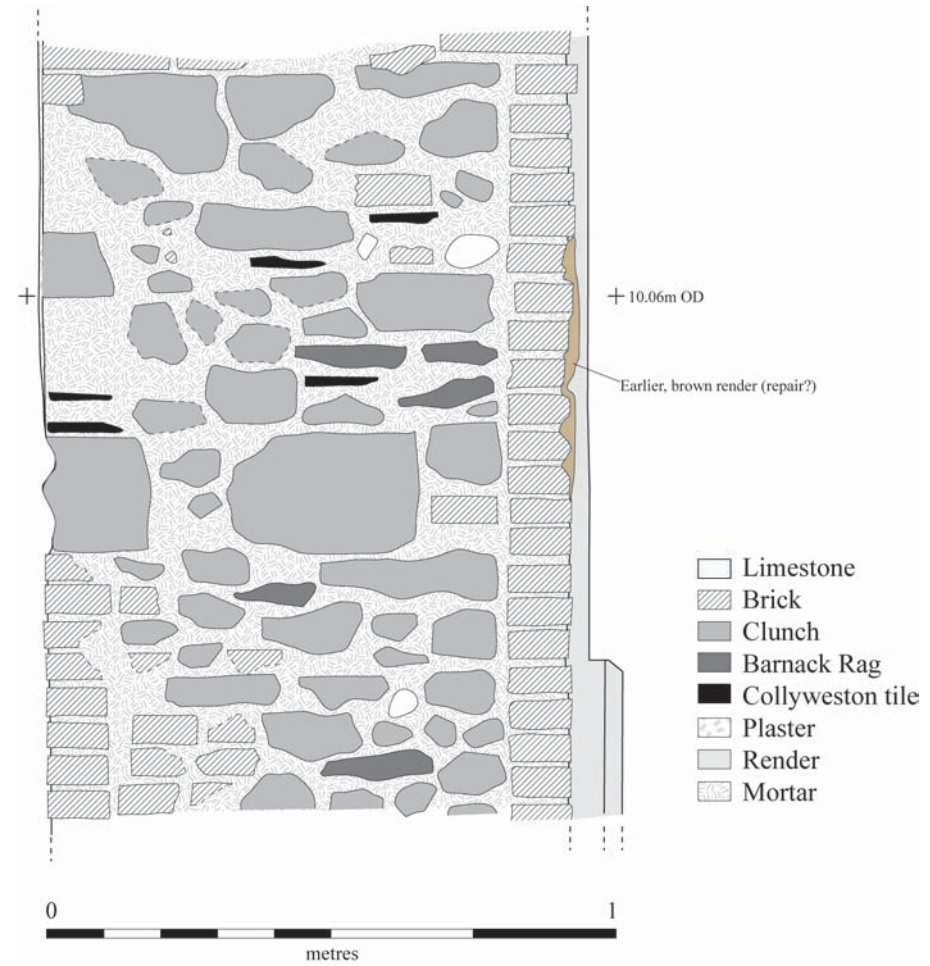 10.06m OD
Earlier, brown render (repair?)
Limestone
Brick
Clunch
Barnack Rag
Collyweston tile
Plaster
Render
Mortar
0 1
metres